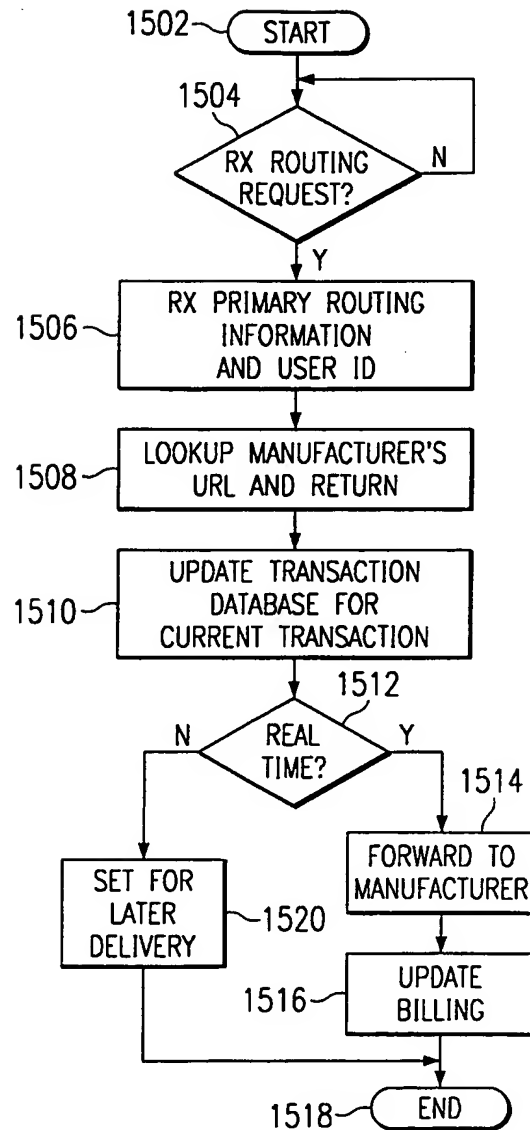 1502
START
1504
RX ROUTING
REQUEST?
N
Y
1506
RX PRIMARY ROUTING
INFORMATION
AND USER ID
1508
LOOKUP MANUFACTURER'S
URL AND RETURN
1510
UPDATE TRANSACTION
DATABASE FOR
CURRENT TRANSACTION
1512
N
REAL
TIME?
Y
1514
FORWARD TO
MANUFACTURER
SET FOR
LATER
DELIVERY
1520
1516
UPDATE
BILLING
1518
END